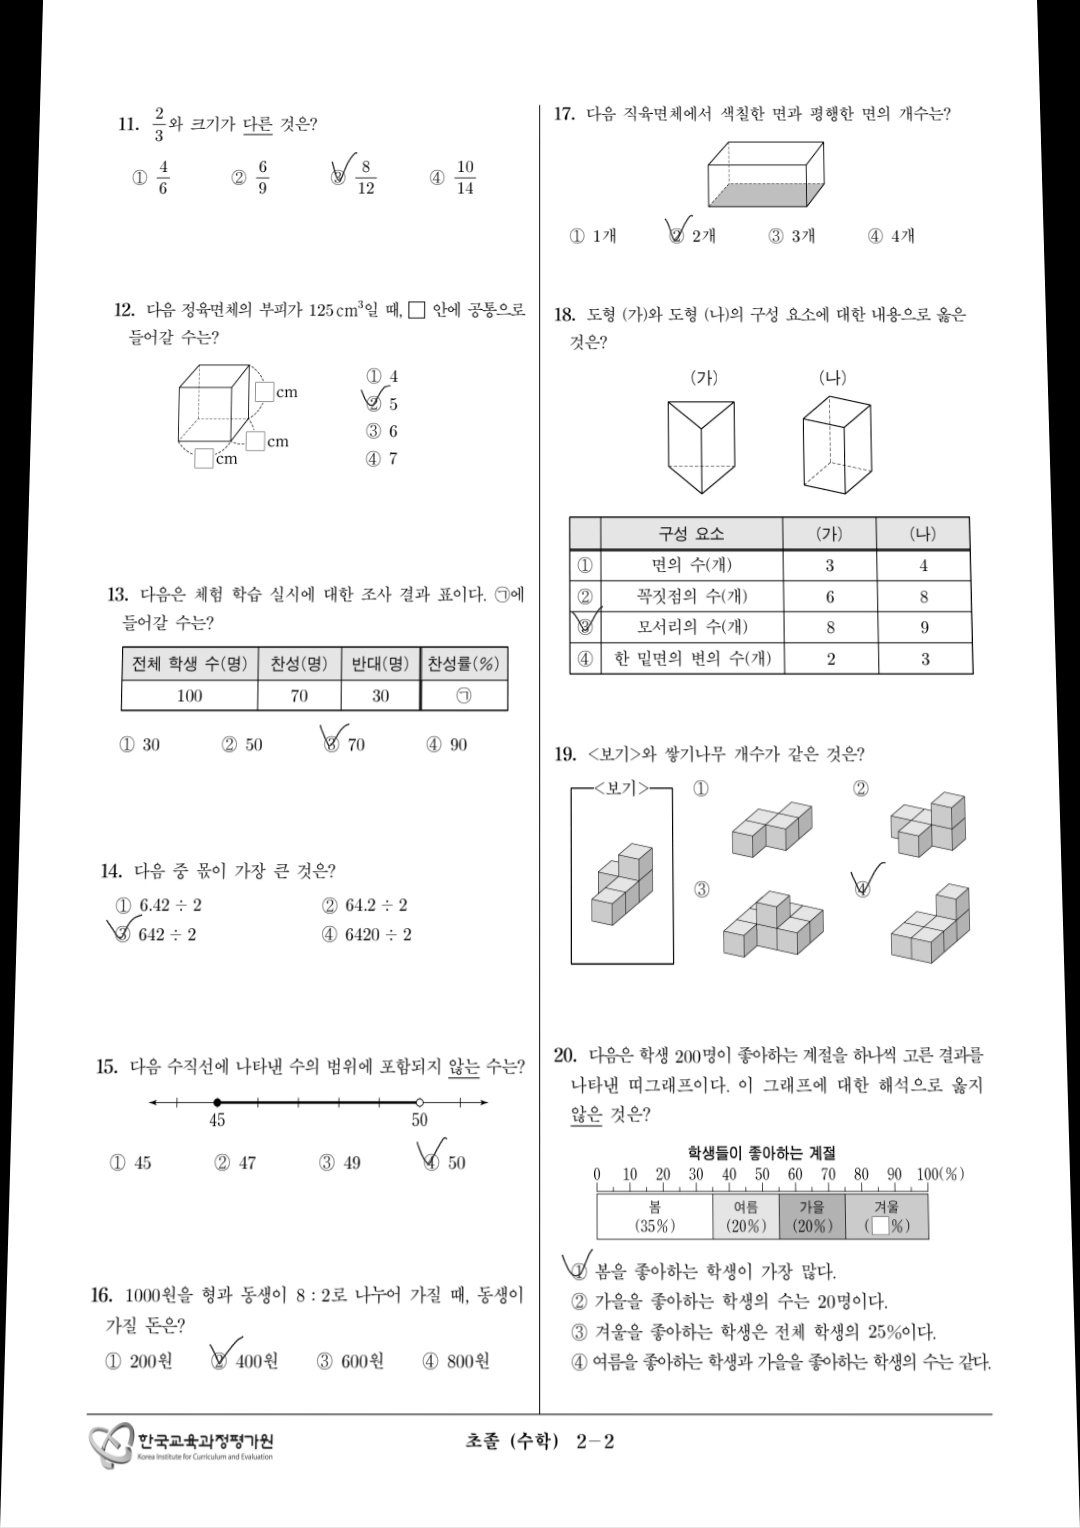 11. 2/3와 크기가 다른 것은?
① 4/6 ② 6/9 ③ 8/12 ④ 10/14
12. 다음 정육면체의 부피가 125cm³일 때, □ 안에 공통으로
들어갈 수는?
□cm
□cm
□cm
① 4
② 5
③ 6
④ 7
13. 다음은 체험 학습 실시에 대한 조사 결과 표이다. ㉠에
들어갈 수는?
전체 학생 수(명) 찬성(명) 반대(명) 찬성률(%)
100 70 30 ㉠
① 30 ② 50 ③ 70 ④ 90
14. 다음 중 몫이 가장 큰 것은?
① 6.42 ÷ 2 ② 64.2 ÷ 2
③ 642 ÷ 2 ④ 6420 ÷ 2
15. 다음 수직선에 나타낸 수의 범위에 포함되지 않는 수는?
45 50
① 45 ② 47 ③ 49 ④ 50
16. 1000원을 형과 동생이 8 : 2로 나누어 가질 때, 동생이
가질 돈은?
① 200원 ② 400원 ③ 600원 ④ 800원
17. 다음 직육면체에서 색칠한 면과 평행한 면의 개수는?
① 1개 ② 2개 ③ 3개 ④ 4개
18. 도형 (가)와 도형 (나)의 구성 요소에 대한 내용으로 옳은
것은?
(가) (나)
구성 요소 (가) (나)
① 면의 수(개) 3 4
② 꼭짓점의 수(개) 6 8
③ 모서리의 수(개) 8 9
④ 한 밑면의 변의 수(개) 2 3
19. <보기>와 쌓기나무 개수가 같은 것은?
<보기> ① ②
③ ④
20. 다음은 학생 200명이 좋아하는 계절을 하나씩 고른 결과를
나타낸 띠그래프이다. 이 그래프에 대한 해석으로 옳지
않은 것은?
학생들이 좋아하는 계절
0 10 20 30 40 50 60 70 80 90 100(%)
봄 여름 가을 겨울
(35%) (20%) (20%) (□%)
① 봄을 좋아하는 학생이 가장 많다.
② 가을을 좋아하는 학생의 수는 20명이다.
③ 겨울을 좋아하는 학생은 전체 학생의 25%이다.
④ 여름을 좋아하는 학생과 가을을 좋아하는 학생의 수는 같다.
한국교육과정평가원
Korea Institute for Curriculum and Evaluation
초졸 (수학) 2-2